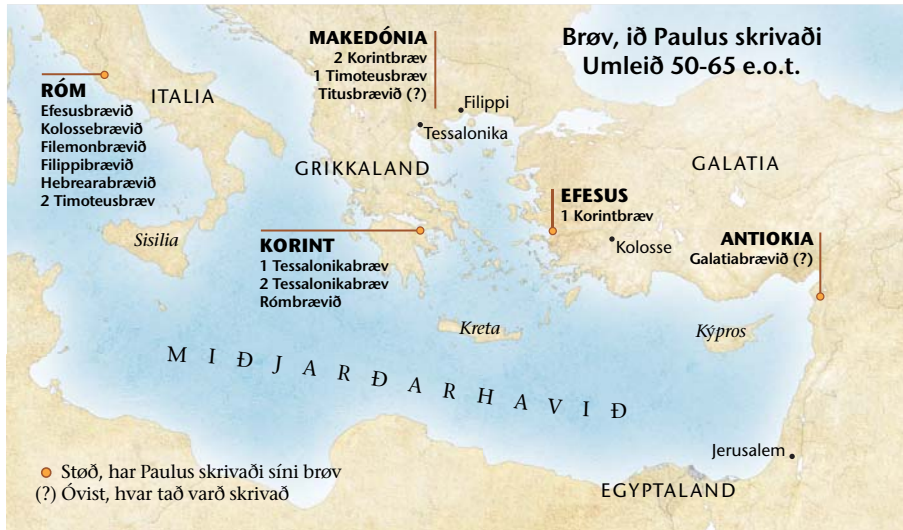 Brøv, ið Paulus skrivaði
Umleið 50-65 e.o.t.
MAKEDÓNIA
2 Korintbræv
1 Timoteusbræv
Titusbrævið (?)
RÓM
Efesusbrævið
Kolossebrævið
Filemonbrævið
Filippibrævið
Hebrearabrævið
2 Timoteusbræv
ITALIA
Filippi
Tessalonika
GRIKKALAND
GALATIA
EFESUS
1 Korintbræv
Kolosse
ANTIOKIA
Galatiabrævið (?)
Sisilia
KORINT
1 Tessalonikabræv
2 Tessalonikabræv
Rómbrævið
Kreta
Kýpros
MIÐJARÐARHAVIÐ
Jerusalem
EGYPTALAND
Støð, har Paulus skrivaði síni brøv
(?) Óvist, hvar tað varð skrivað